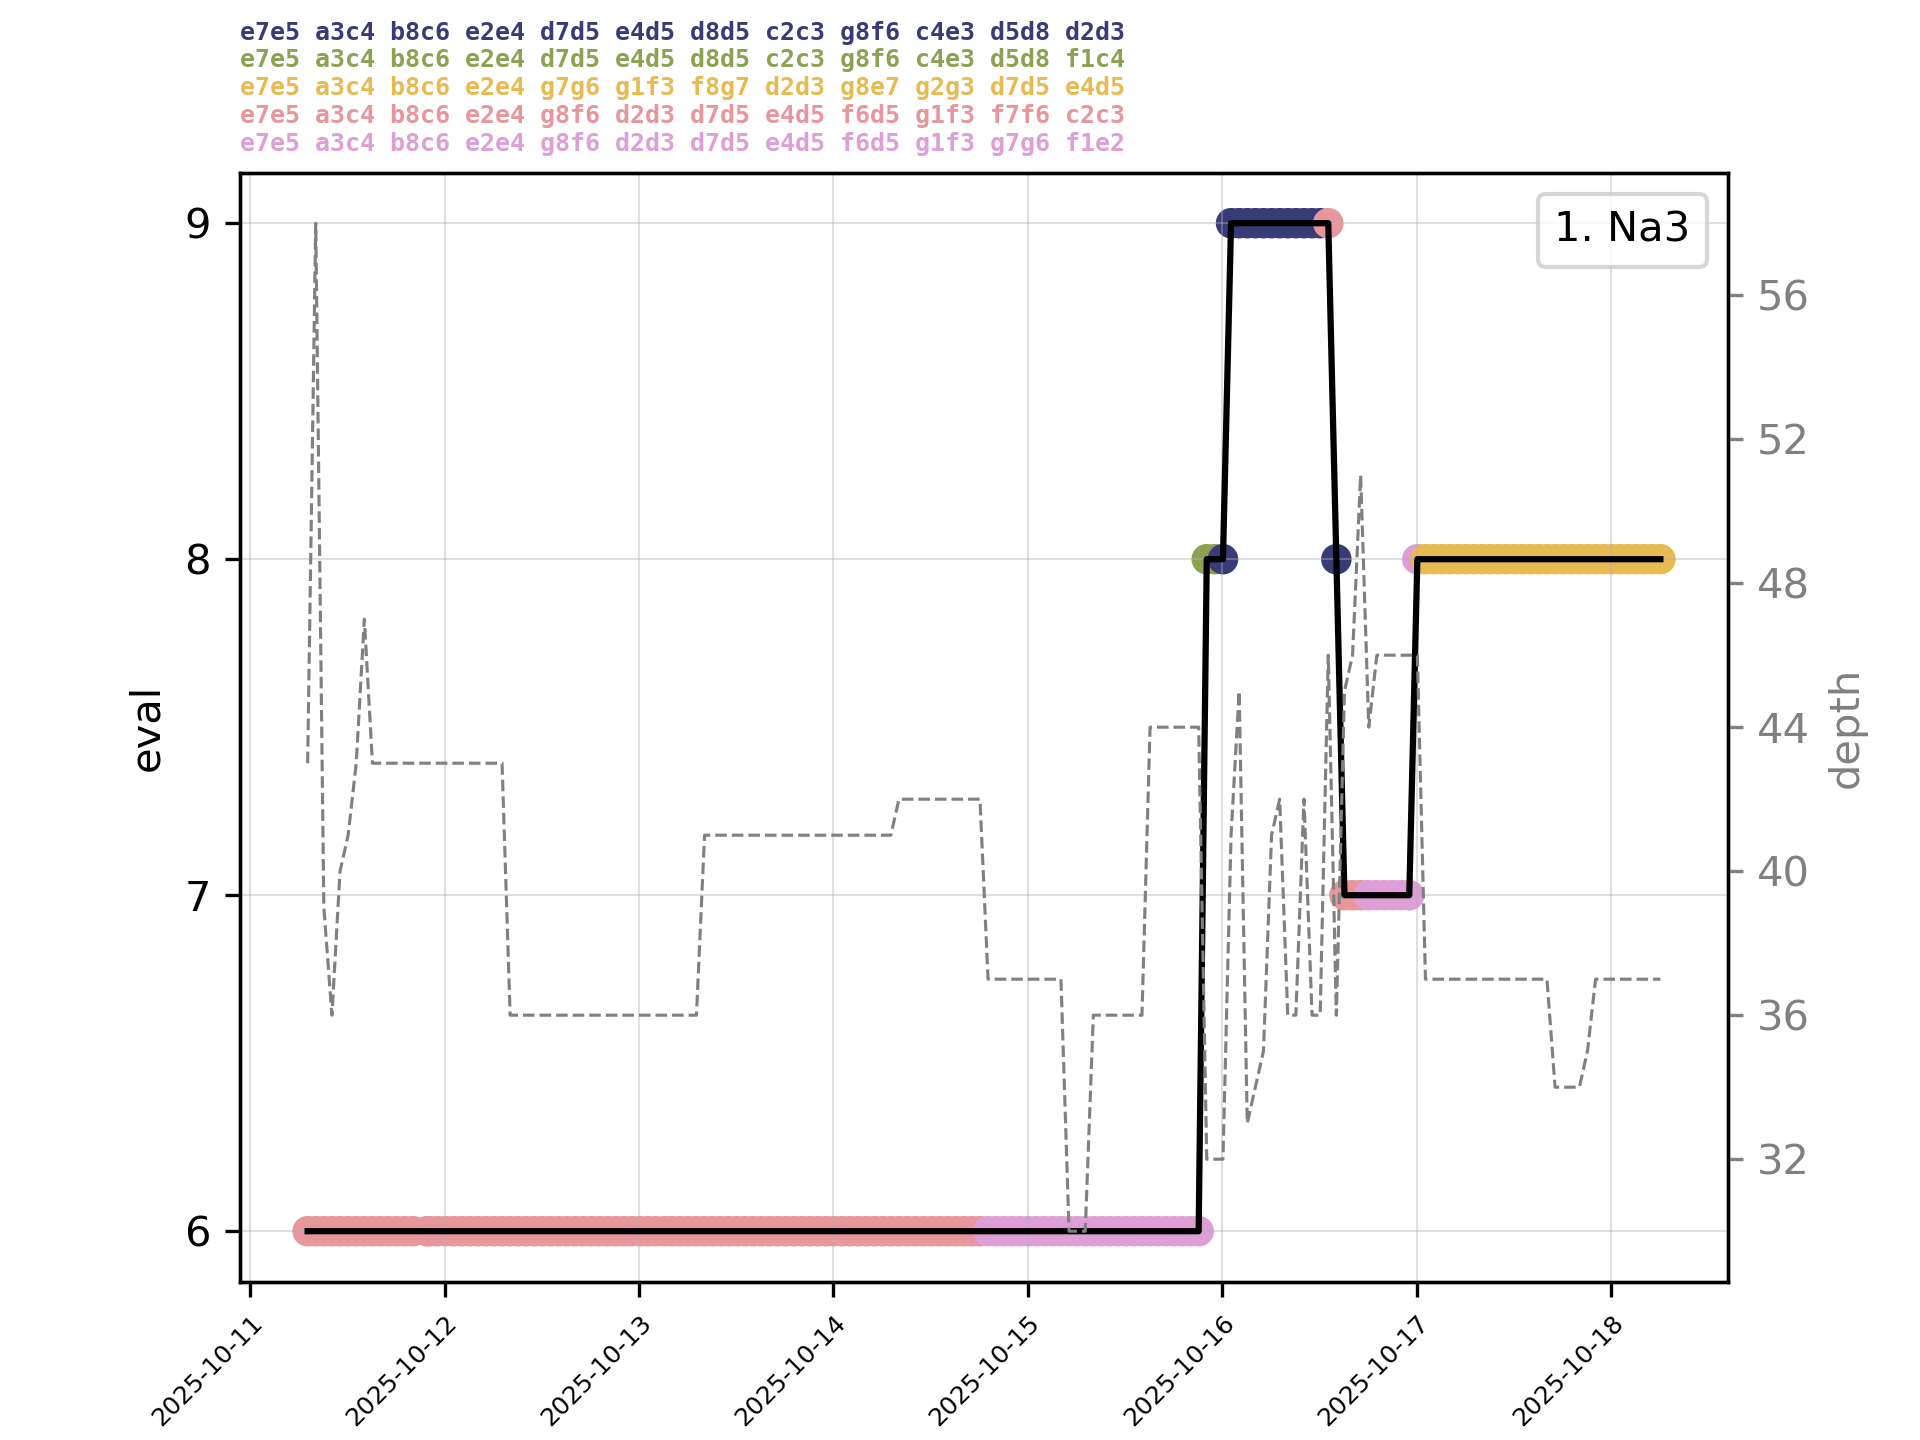 e7e5 a3c4 b8c6 e2e4 d7d5 e4d5 d8d5 c2c3 g8f6 c4e3 d5d8 d2d3
e7e5 a3c4 b8c6 e2e4 d7d5 e4d5 d8d5 c2c3 g8f6 c4e3 d5d8 f1c4
e7e5 a3c4 b8c6 e2e4 g7g6 g1f3 f8g7 d2d3 g8e7 g2g3 d7d5 e4d5
e7e5 a3c4 b8c6 e2e4 g8f6 d2d3 d7d5 e4d5 f6d5 g1f3 f7f6 c2c3
e7e5 a3c4 b8c6 e2e4 g8f6 d2d3 d7d5 e4d5 f6d5 g1f3 g7g6 f1e2
1. Na3
9
8
7
6
eval
56
52
48
44
40
36
32
depth
2025-10-11
2025-10-12
2025-10-13
2025-10-14
2025-10-15
2025-10-16
2025-10-17
2025-10-18